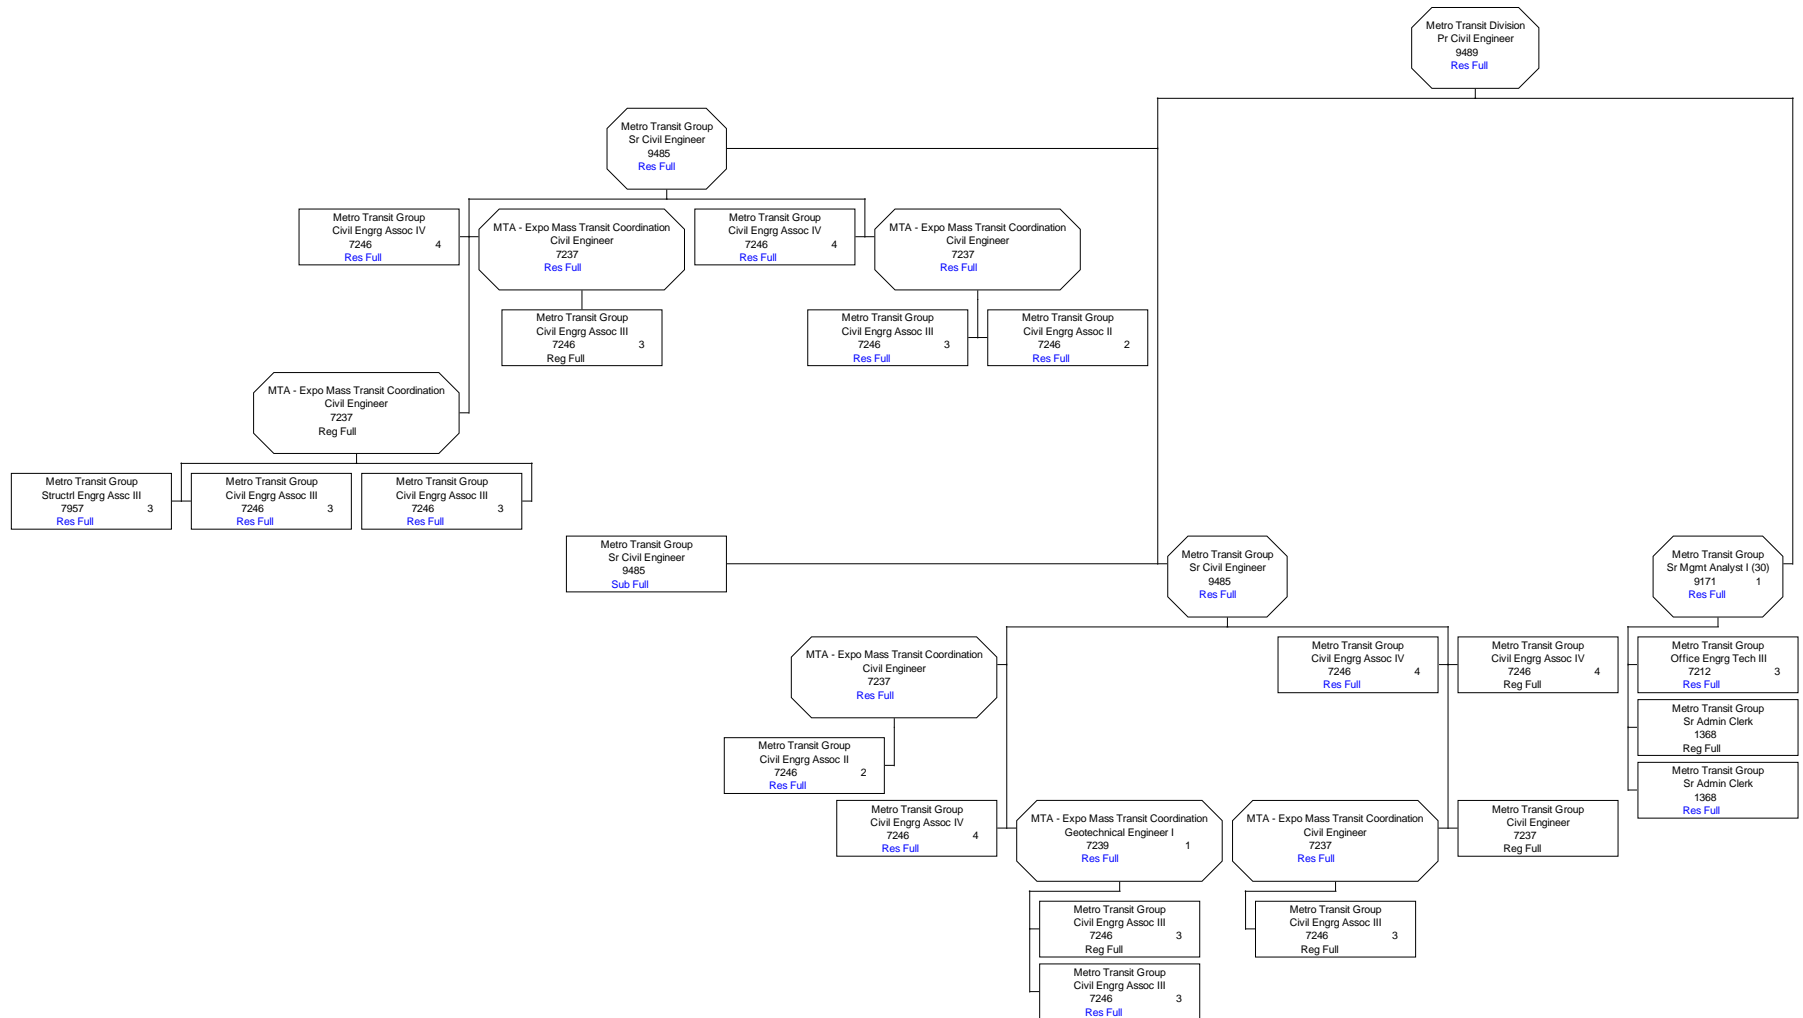 Metro Transit Division
Pr Civil Engineer
9489
Res Full
Metro Transit Group
Sr Civil Engineer
9485
Res Full
Metro Transit Group
Civil Engrg Assoc IV
7246 4
Res Full
MTA - Expo Mass Transit Coordination
Civil Engineer
7237
Res Full
Metro Transit Group
Civil Engrg Assoc IV
7246 4
Res Full
MTA - Expo Mass Transit Coordination
Civil Engineer
7237
Res Full
Metro Transit Group
Civil Engrg Assoc III
7246 3
Reg Full
Metro Transit Group
Civil Engrg Assoc III
7246 3
Res Full
Metro Transit Group
Civil Engrg Assoc II
7246 2
Res Full
MTA - Expo Mass Transit Coordination
Civil Engineer
7237
Reg Full
Metro Transit Group
Structrl Engrg Assc III
7957 3
Res Full
Metro Transit Group
Civil Engrg Assoc III
7246 3
Res Full
Metro Transit Group
Civil Engrg Assoc III
7246 3
Res Full
Metro Transit Group
Sr Civil Engineer
9485
Sub Full
Metro Transit Group
Sr Civil Engineer
9485
Res Full
Metro Transit Group
Sr Mgmt Analyst I (30)
9171 1
Res Full
MTA - Expo Mass Transit Coordination
Civil Engineer
7237
Res Full
Metro Transit Group
Civil Engrg Assoc IV
7246 4
Res Full
Metro Transit Group
Civil Engrg Assoc IV
7246 4
Reg Full
Metro Transit Group
Office Engrg Tech III
7212 3
Res Full
Metro Transit Group
Sr Admin Clerk
1368
Reg Full
Metro Transit Group
Civil Engrg Assoc II
7246 2
Res Full
Metro Transit Group
Sr Admin Clerk
1368
Res Full
Metro Transit Group
Civil Engrg Assoc IV
7246 4
Res Full
MTA - Expo Mass Transit Coordination
Geotechnical Engineer I
7239 1
Res Full
MTA - Expo Mass Transit Coordination
Civil Engineer
7237
Res Full
Metro Transit Group
Civil Engineer
7237
Reg Full
Metro Transit Group
Civil Engrg Assoc III
7246 3
Reg Full
Metro Transit Group
Civil Engrg Assoc III
7246 3
Reg Full
Metro Transit Group
Civil Engrg Assoc III
7246 3
Res Full